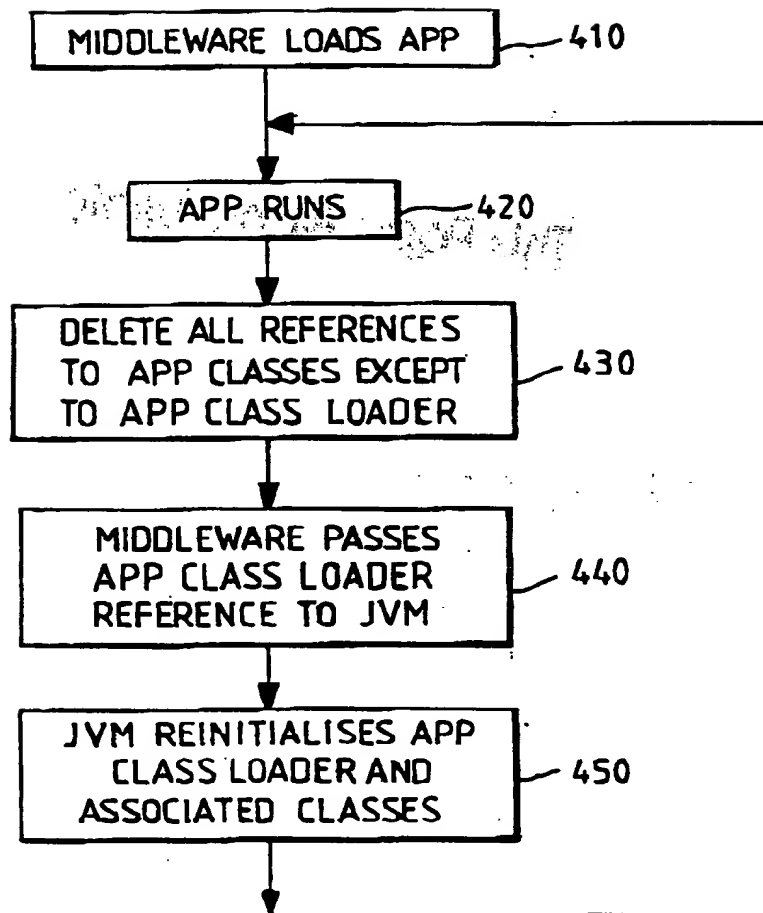 MIDDLEWARE LOADS APP
410
APP RUNS
420
DELETE ALL REFERENCES
TO APP CLASSES EXCEPT
TO APP CLASS LOADER
430
MIDDLEWARE PASSES
APP CLASS LOADER
REFERENCE TO JVM
440
JVM REINITIALISES APP
CLASS LOADER AND
ASSOCIATED CLASSES
450